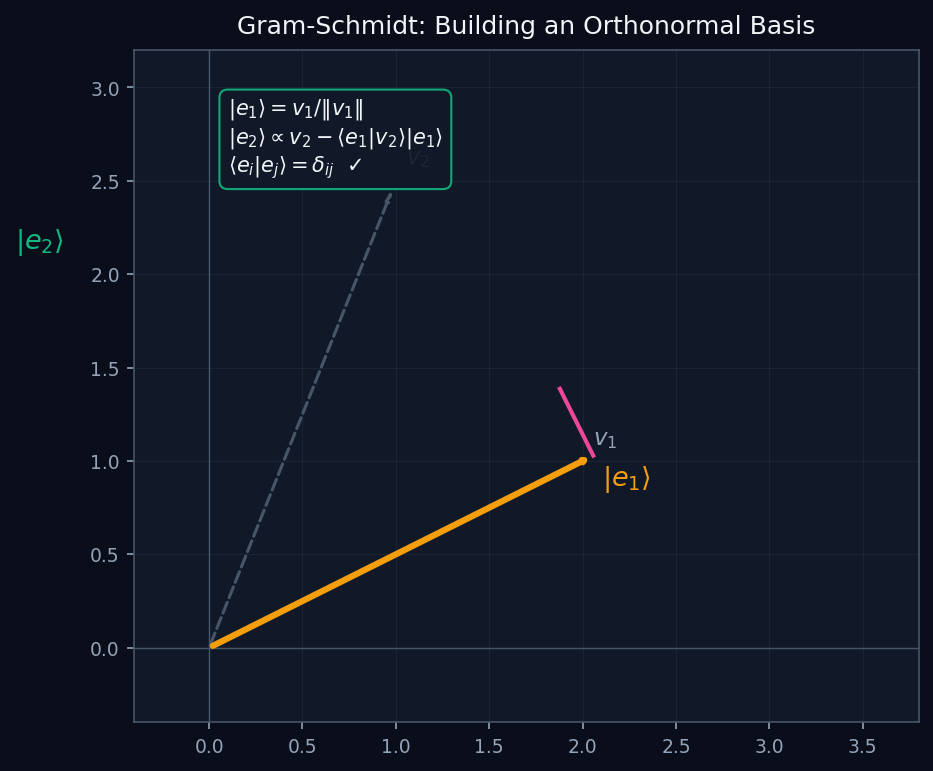 Gram-Schmidt: Building an Orthonormal Basis
|e₁⟩ = v₁/‖v₁‖
|e₂⟩ ∝ v₂ − ⟨e₁|v₂⟩|e₁⟩
⟨eᵢ|eⱼ⟩ = δᵢⱼ ✓
v₂
|e₂⟩
v₁
|e₁⟩
3.0
2.5
2.0
1.5
1.0
0.5
0.0
0.0 0.5 1.0 1.5 2.0 2.5 3.0 3.5